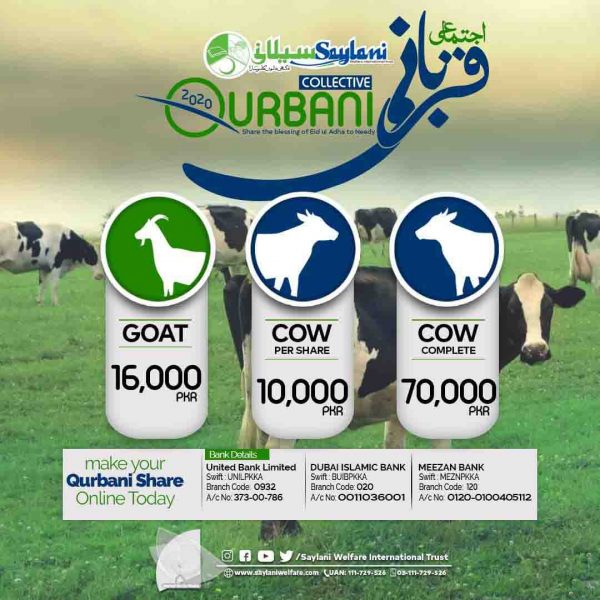 سیلانی Saylani
اجتماعی
قربانی
COLLECTIVE
2020 QURBANI
Share the blessing of Eid ul Adha to Needy
GOAT
16,000
PKR
COW
PER SHARE
10,000
PKR
COW
COMPLETE
70,000
PKR
make your
Qurbani Share
Online Today
Bank Details
United Bank Limited
Swift : UNILPKKA
Branch Code: 0932
A/c No: 373-00-786
DUBAI ISLAMIC BANK
Swift : BUIBPKKA
Branch Code: 020
A/c No: 0011036001
MEEZAN BANK
Swift : MEZNPKKA
Branch Code: 120
A/c No: 0120-0100405112
/Saylani Welfare International Trust
www.saylaniwelfare.com UAN: 111-729-526 03-111-729-526